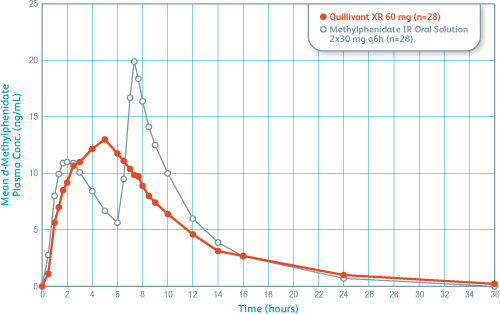 25
20
15
10
5
0
Mean d-Methylphenidate
Plasma Conc. (ng/mL)
Quillivant XR 60 mg (n=28)
Methylphenidate IR Oral Solution
2x30 mg q6h (n=28)
0 2 4 6 8 10 12 14 16 18 20 22 24 26 28 30 32 34 36
Time (hours)